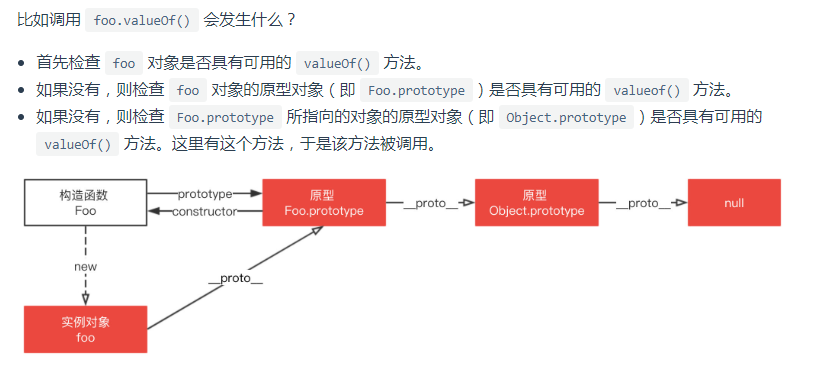 比如调用 foo.valueOf() 会发生什么？
首先检查 foo 对象是否具有可用的 valueOf() 方法。
如果没有，则检查 foo 对象的原型对象（即 Foo.prototype ）是否具有可用的 valueof() 方法。
如果没有，则检查 Foo.prototype 所指向的对象的原型对象（即 Object.prototype ）是否具有可用的
valueOf() 方法。这里有这个方法，于是该方法被调用。
构造函数
Foo
prototype
constructor
原型
Foo.prototype
__proto__
原型
Object.prototype
__proto__
null
new
__proto__
实例对象
foo